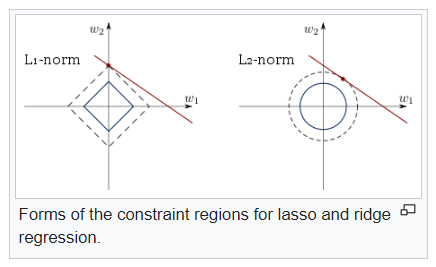 w₂
L₁-norm
w₁
w₂
L₂-norm
w₁
Forms of the constraint regions for lasso and ridge
regression.